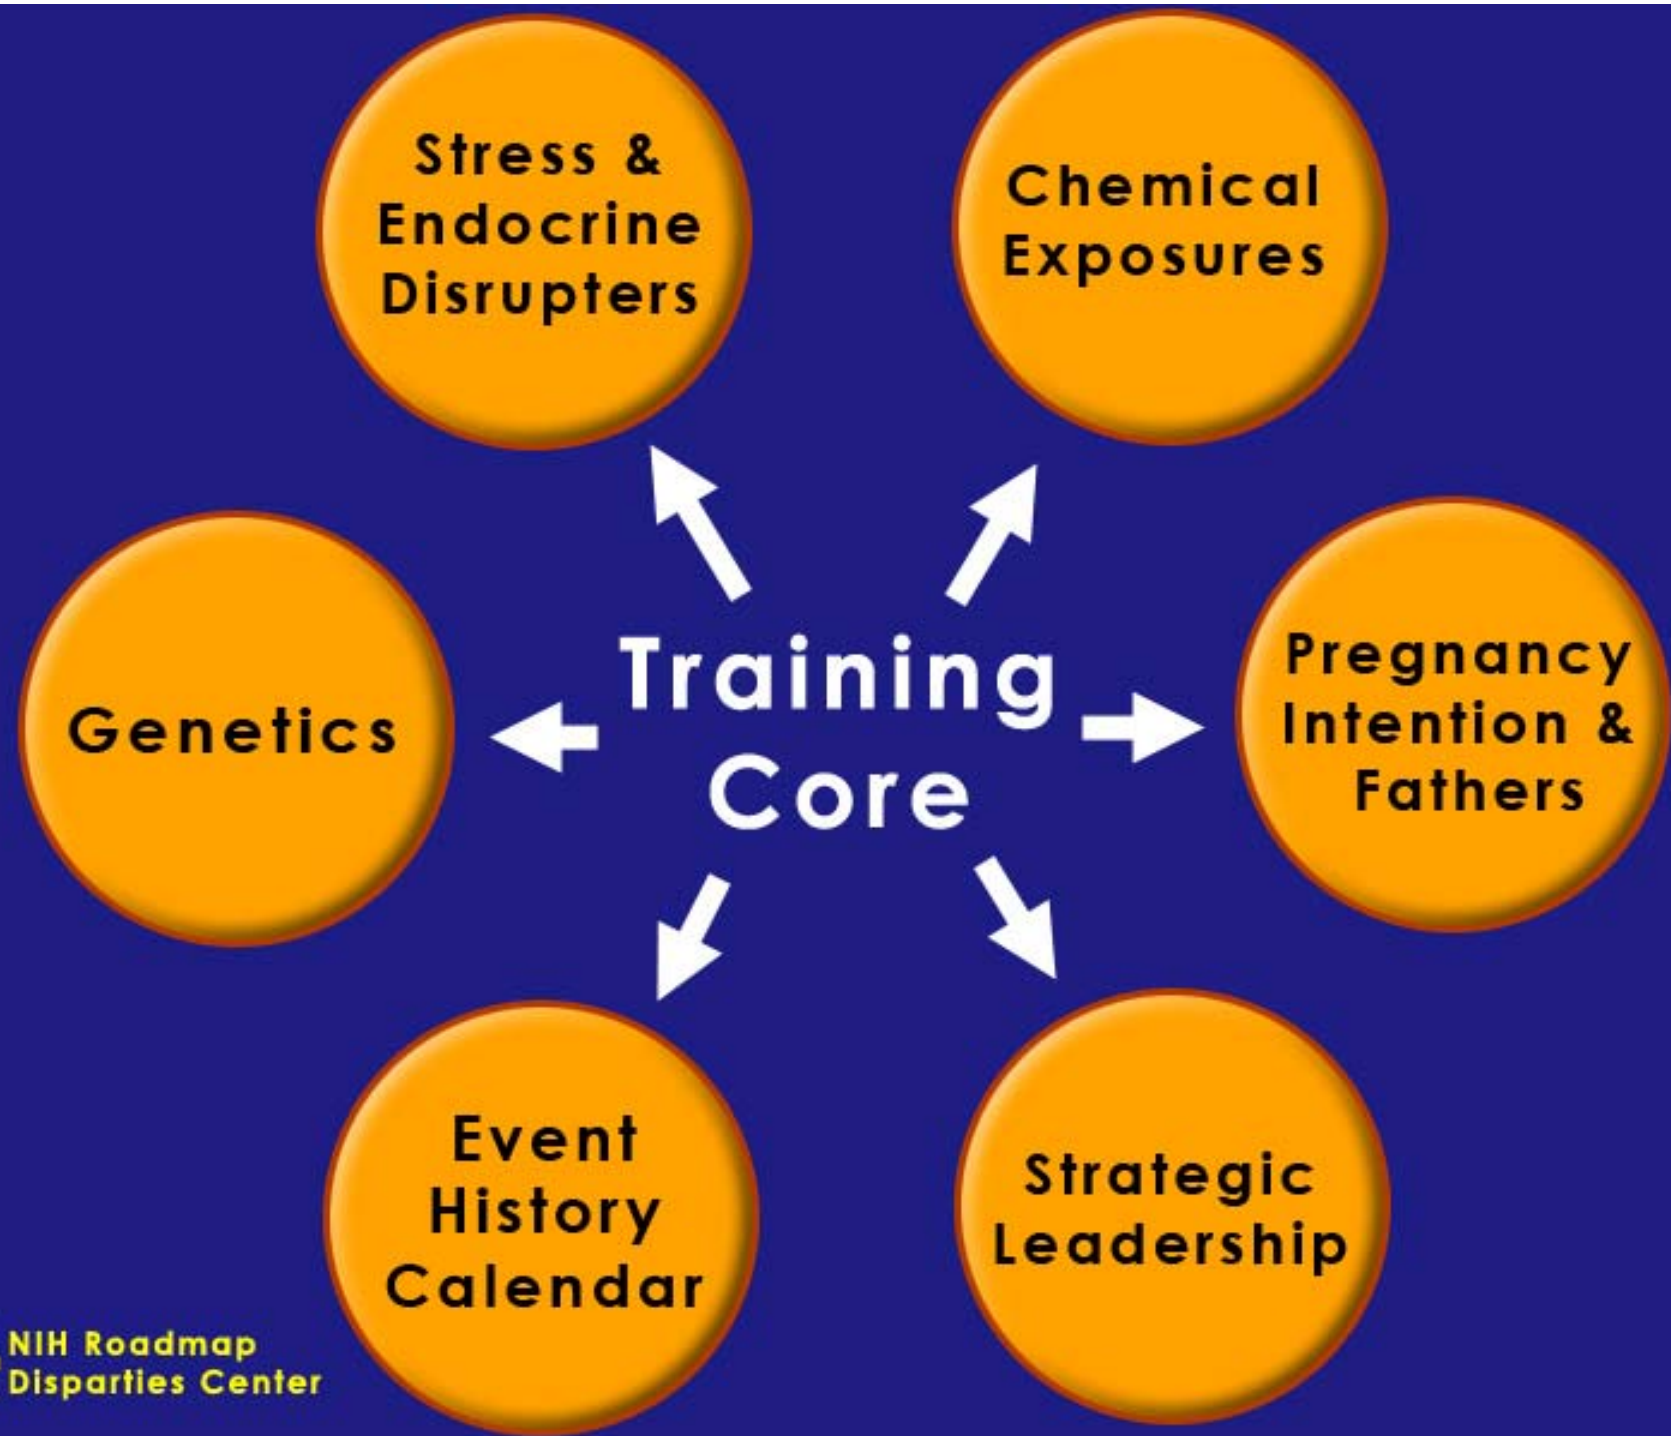 Stress &
Endocrine
Disrupters
Chemical
Exposures
Genetics
Training
Core
Pregnancy
Intention &
Fathers
Event
History
Calendar
Strategic
Leadership
NIH Roadmap
Disparties Center